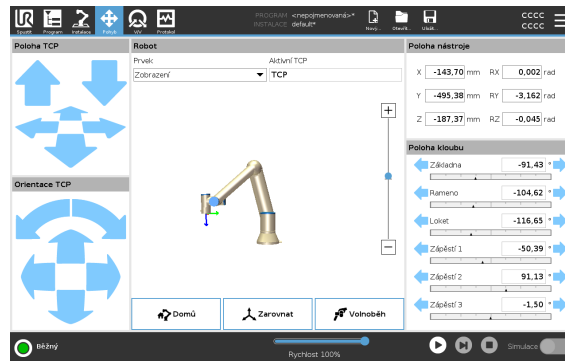 UR
PROGRAM <nepojmenovaná>*
INSTALACE default*
CCCC
CCCC
Spustit Program Instalace Pohyb V/V Protokol Nový... Otevřít... Uložit...
Poloha TCP
Robot
Poloha nástroje
Prvek Aktivní TCP
Zobrazení TCP
X -143,70 mm RX 0,002 rad
Y -495,38 mm RY -3,162 rad
Z -187,37 mm RZ -0,045 rad
Poloha kloubu
Základna -91,43 °
Rameno -104,62 °
Loket -116,65 °
Zápěstí 1 -50,39 °
Zápěstí 2 91,13 °
Zápěstí 3 -1,50 °
Orientace TCP
Domů Zarovnat Volnoběh
Běžný
Rychlost 100%
Simulace